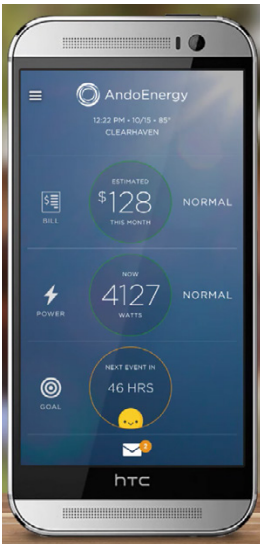 AndoEnergy
12:22 PM • 10/15 • 85°
CLEARHAVEN
ESTIMATED
$128
THIS MONTH
NORMAL
BILL
NOW
4127
WATTS
NORMAL
POWER
NEXT EVENT IN
46 HRS
GOAL
2
hTC